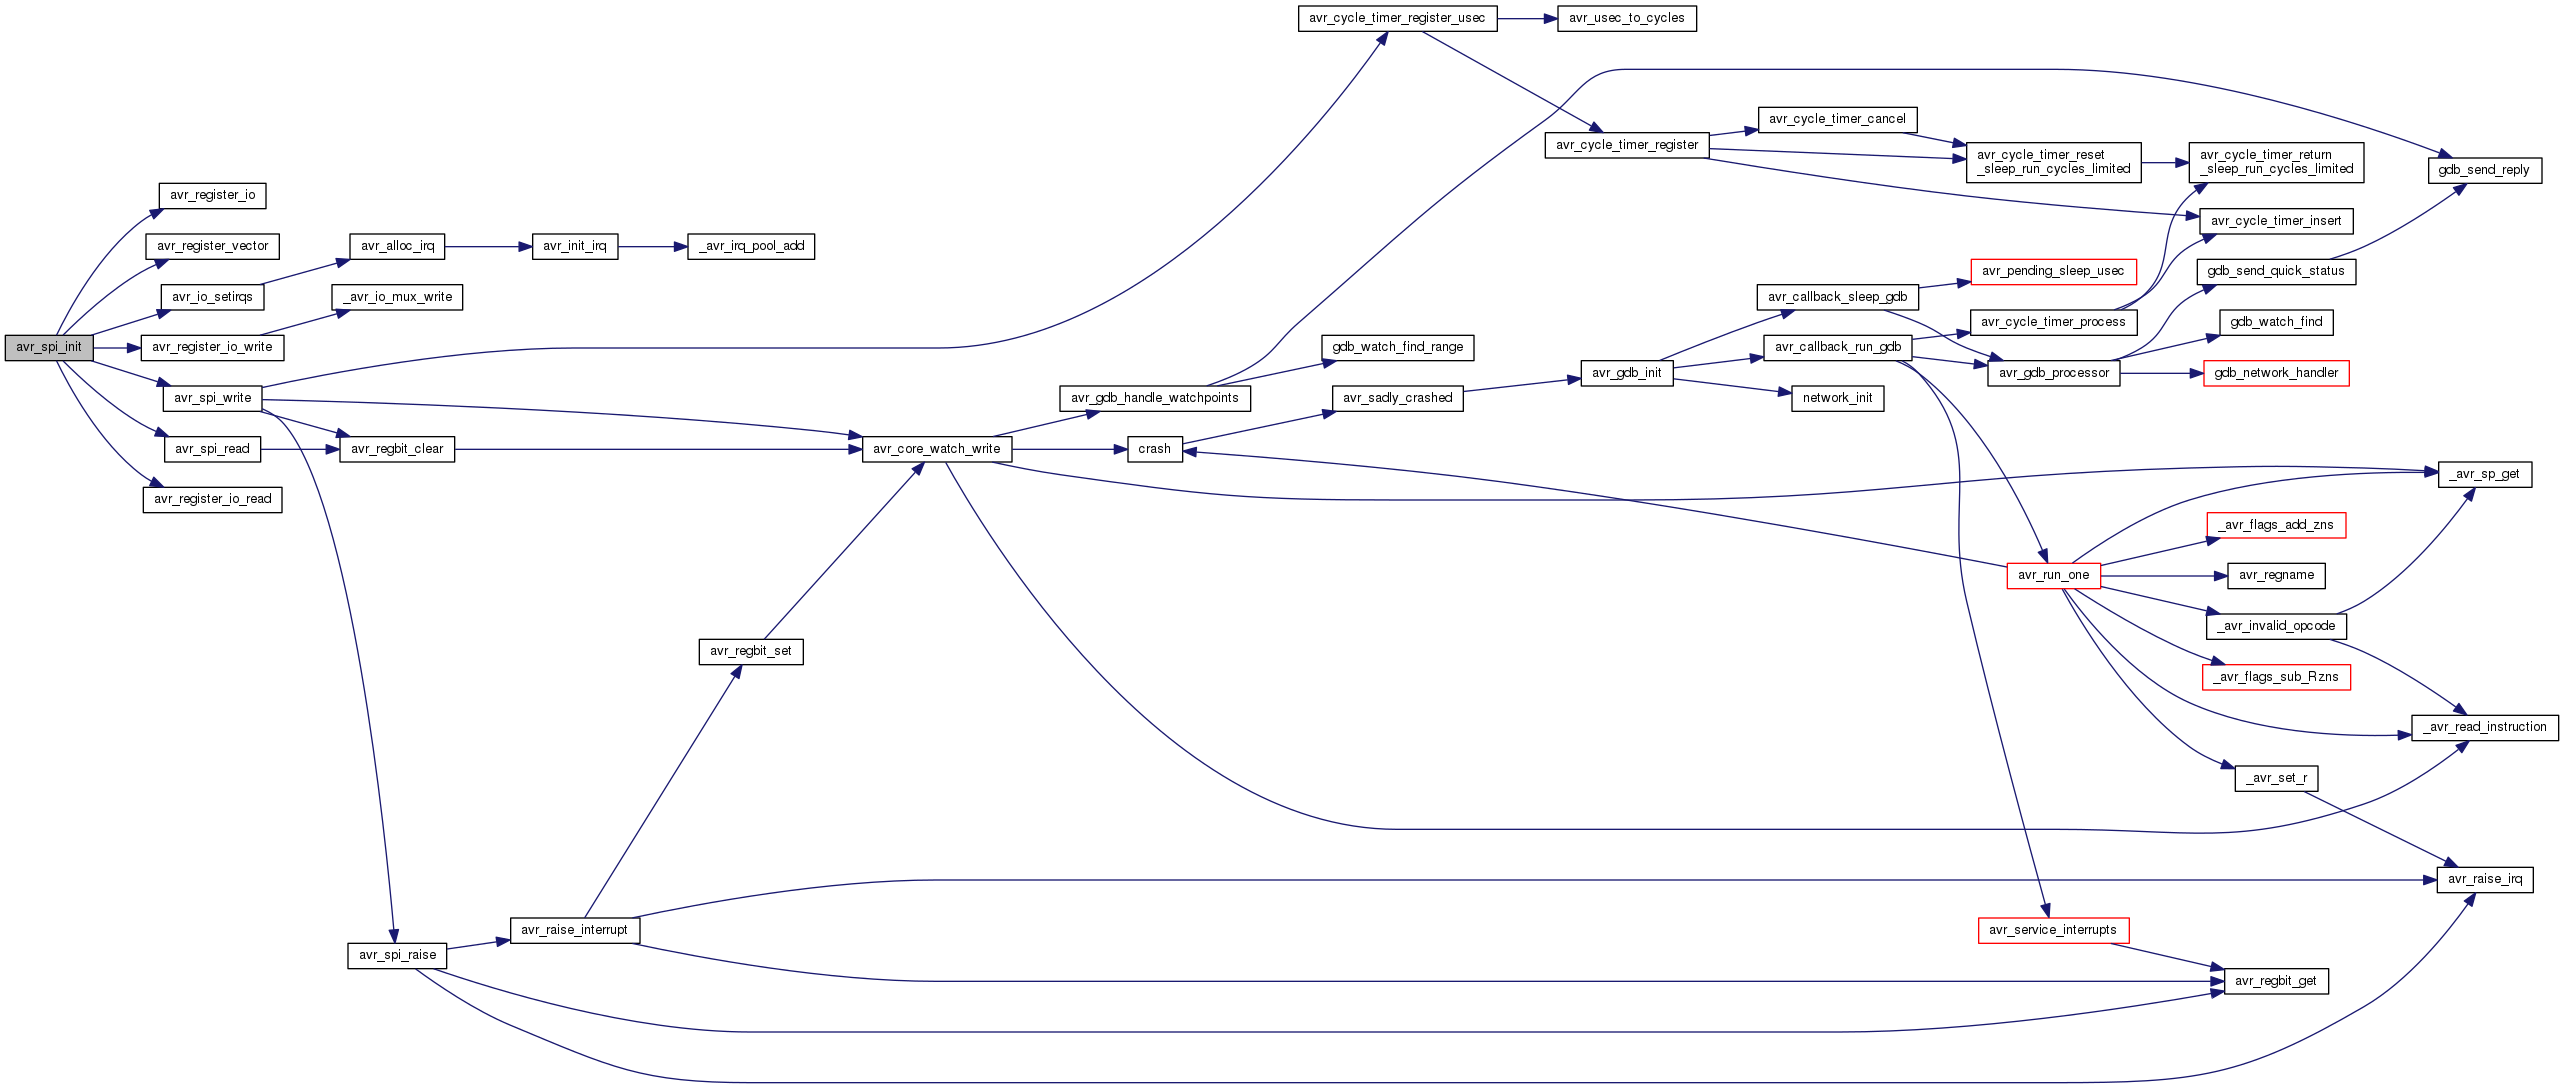 avr_spi_init
avr_register_io
avr_register_vector
avr_io_setirqs
avr_register_io_write
avr_spi_write
avr_spi_read
avr_register_io_read
avr_alloc_irq
_avr_io_mux_write
avr_regbit_clear
avr_spi_raise
avr_init_irq
avr_raise_interrupt
_avr_irq_pool_add
avr_regbit_set
avr_core_watch_write
avr_gdb_handle_watchpoints
crash
avr_cycle_timer_register_usec
gdb_watch_find_range
avr_sadly_crashed
avr_usec_to_cycles
avr_cycle_timer_register
avr_gdb_init
avr_cycle_timer_cancel
avr_callback_sleep_gdb
avr_callback_run_gdb
network_init
avr_cycle_timer_reset
_sleep_run_cycles_limited
avr_pending_sleep_usec
avr_cycle_timer_process
avr_gdb_processor
avr_run_one
avr_service_interrupts
avr_cycle_timer_return
_sleep_run_cycles_limited
avr_cycle_timer_insert
gdb_send_quick_status
gdb_watch_find
gdb_network_handler
_avr_flags_add_zns
avr_regname
_avr_invalid_opcode
_avr_flags_sub_Rzns
_avr_set_r
avr_regbit_get
gdb_send_reply
_avr_sp_get
_avr_read_instruction
avr_raise_irq